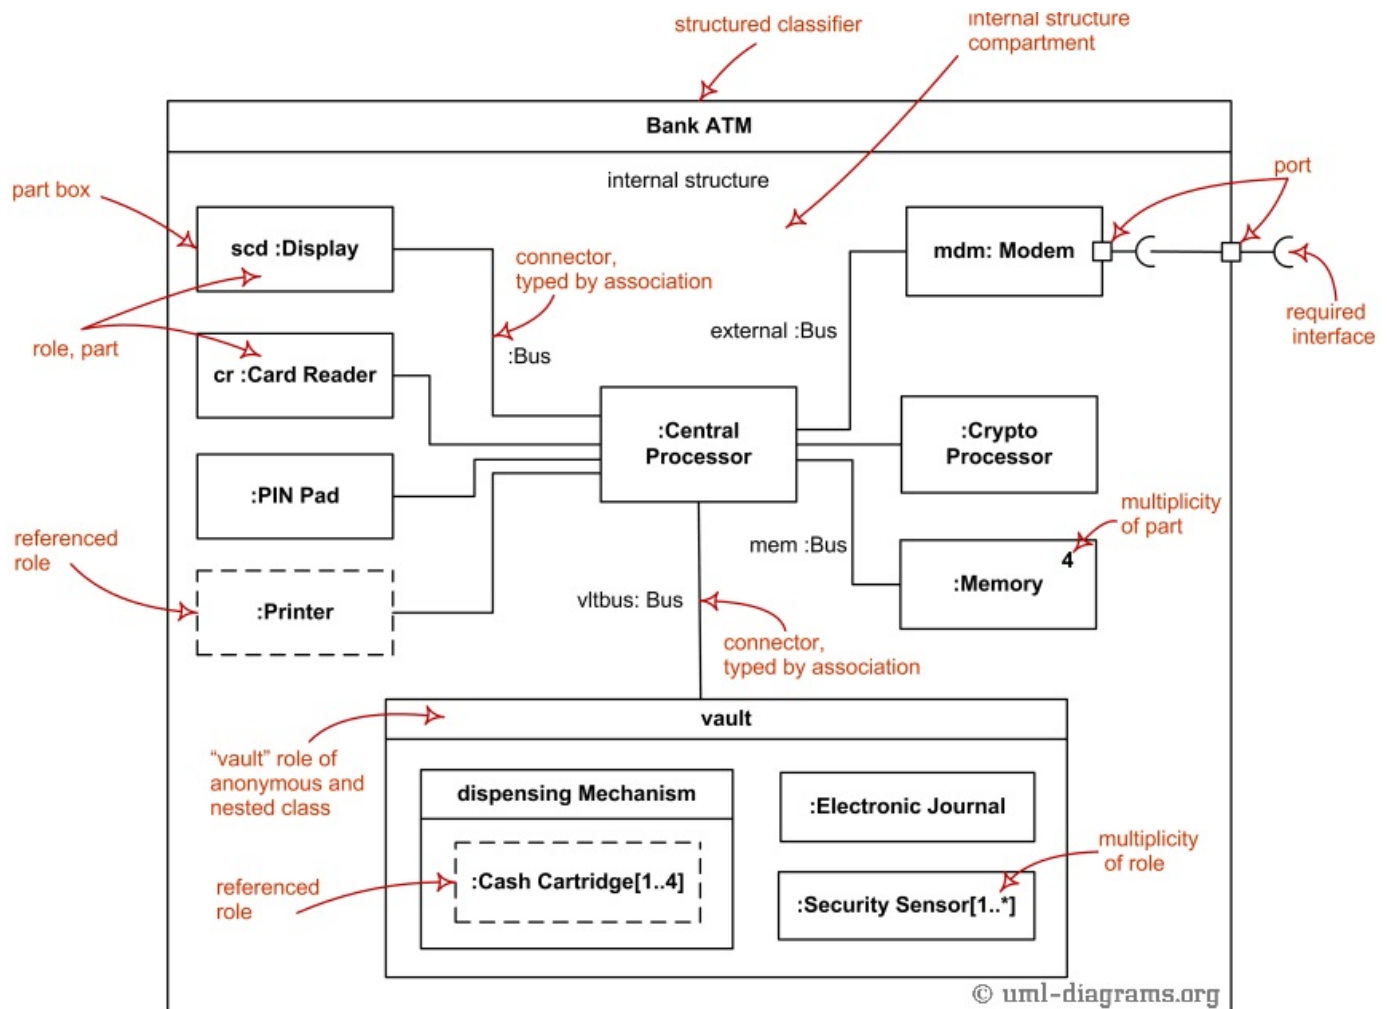 structured classifier
internal structure
compartment
Bank ATM
internal structure
port
part box
scd :Display
connector,
typed by association
mdm: Modem
required
interface
role, part
external :Bus
:Bus
cr :Card Reader
:Central
Processor
:Crypto
Processor
:PIN Pad
multiplicity
of part
referenced
role
mem :Bus
4
:Memory
:Printer
vltbus: Bus
connector,
typed by association
vault
“vault” role of
anonymous and
nested class
dispensing Mechanism
:Electronic Journal
multiplicity
of role
referenced
role
:Cash Cartridge[1..4]
:Security Sensor[1..*]
© uml-diagrams.org